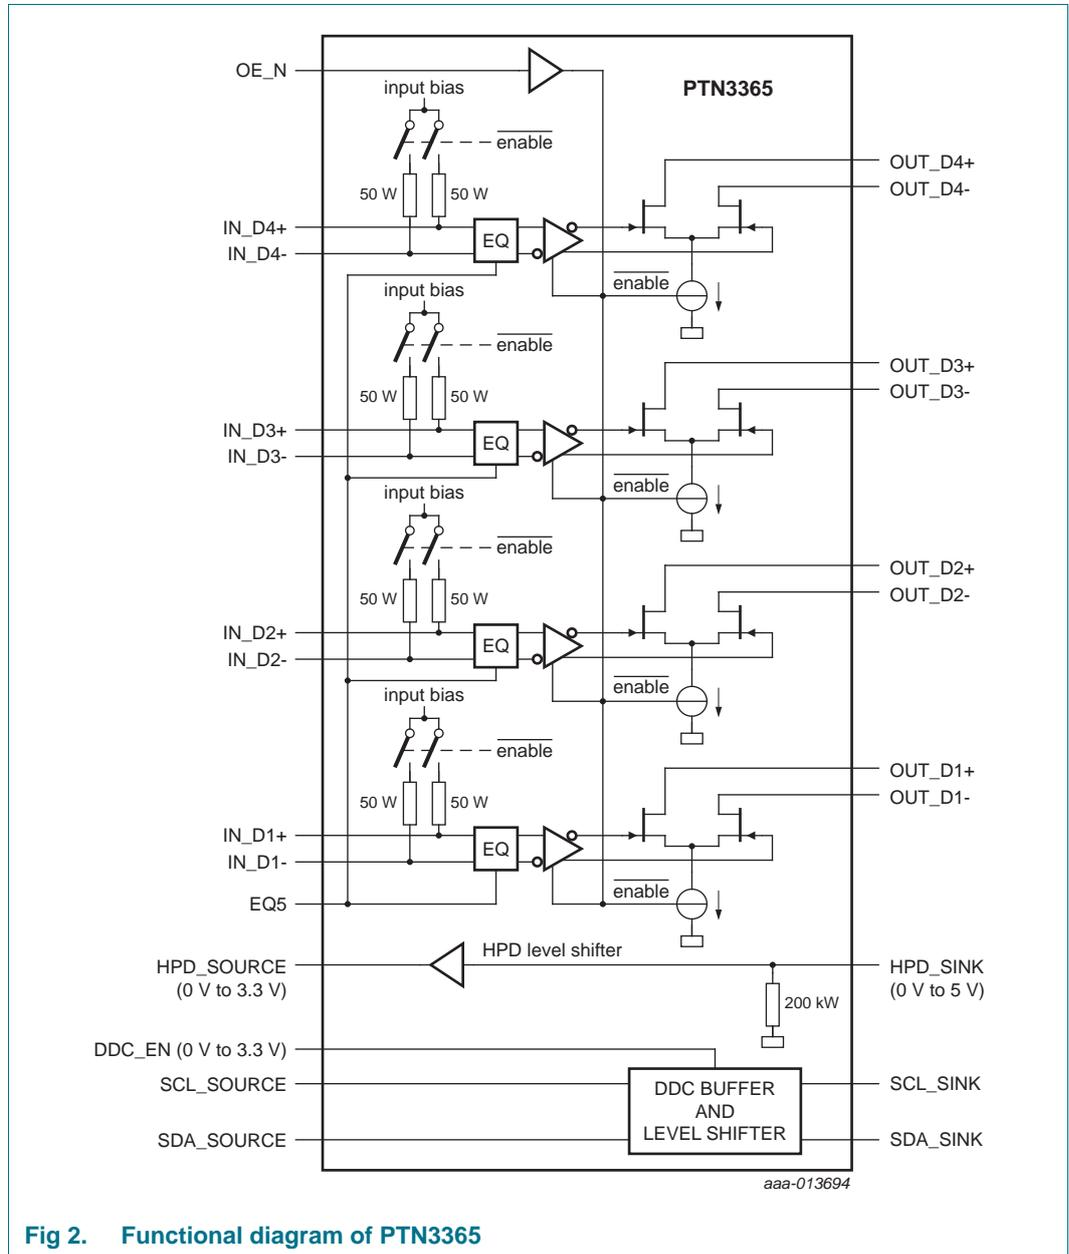 OE_N
PTN3365
input bias
enable
50 W 50 W
OUT_D4+
OUT_D4-
IN_D4+
IN_D4-
EQ
enable
input bias
enable
50 W 50 W
OUT_D3+
OUT_D3-
IN_D3+
IN_D3-
EQ
enable
input bias
enable
50 W 50 W
OUT_D2+
OUT_D2-
IN_D2+
IN_D2-
EQ
enable
input bias
enable
50 W 50 W
OUT_D1+
OUT_D1-
IN_D1+
IN_D1-
EQ
enable
EQ5
HPD level shifter
HPD_SOURCE
(0 V to 3.3 V)
HPD_SINK
(0 V to 5 V)
200 kW
DDC_EN (0 V to 3.3 V)
SCL_SOURCE
SDA_SOURCE
DDC BUFFER
AND
LEVEL SHIFTER
SCL_SINK
SDA_SINK
aaa-013694
Fig 2. Functional diagram of PTN3365